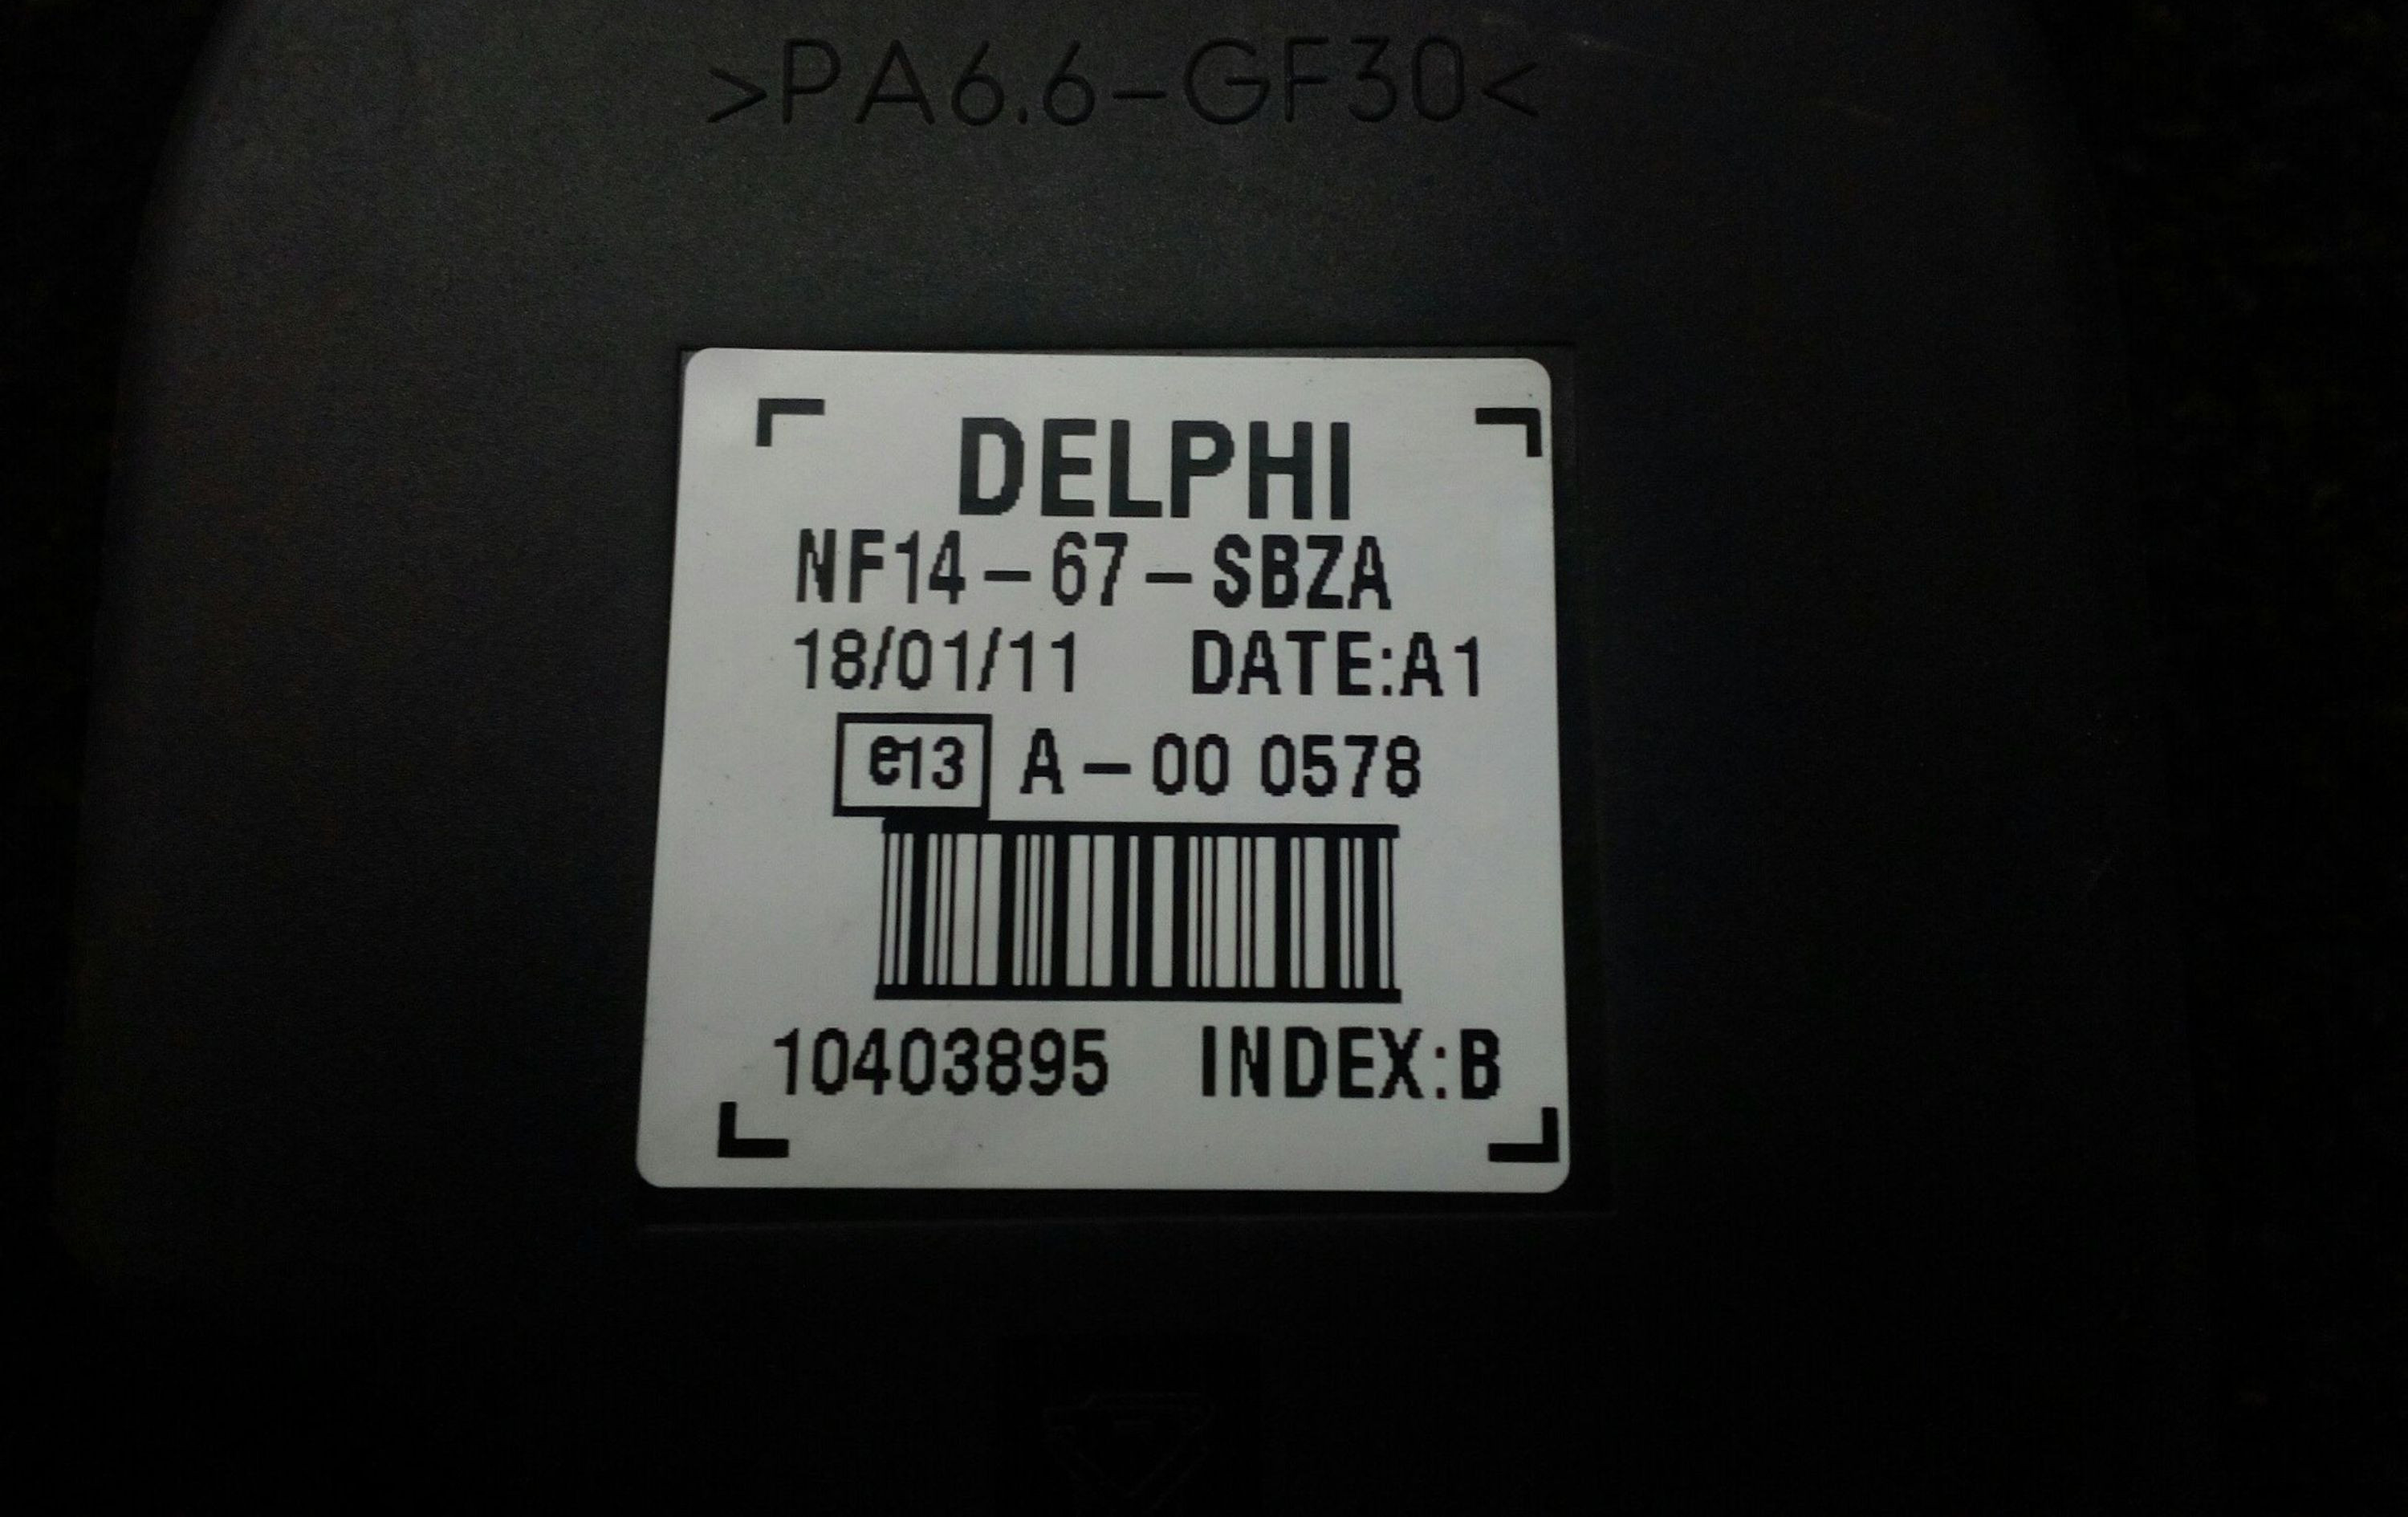 >PA6.6-GF30<
DELPHI
NF14-67-SBZA
18/01/11 DATE:A1
e13 A-00 0578
10403895 INDEX:B